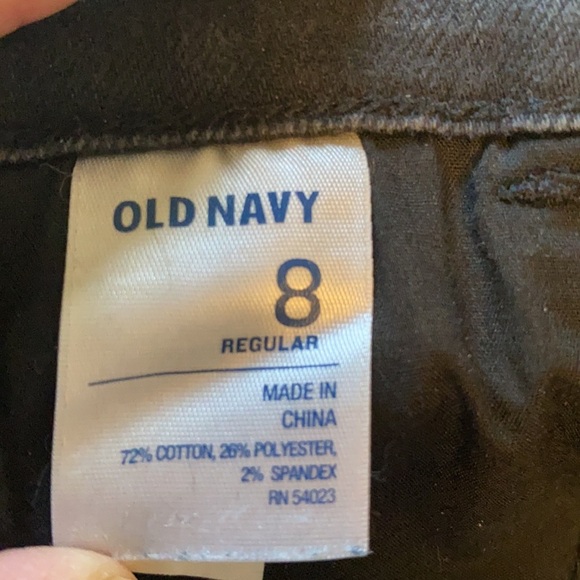 OLD NAVY
8
REGULAR
MADE IN
CHINA
72% COTTON, 26% POLYESTER,
2% SPANDEX
RN 54023